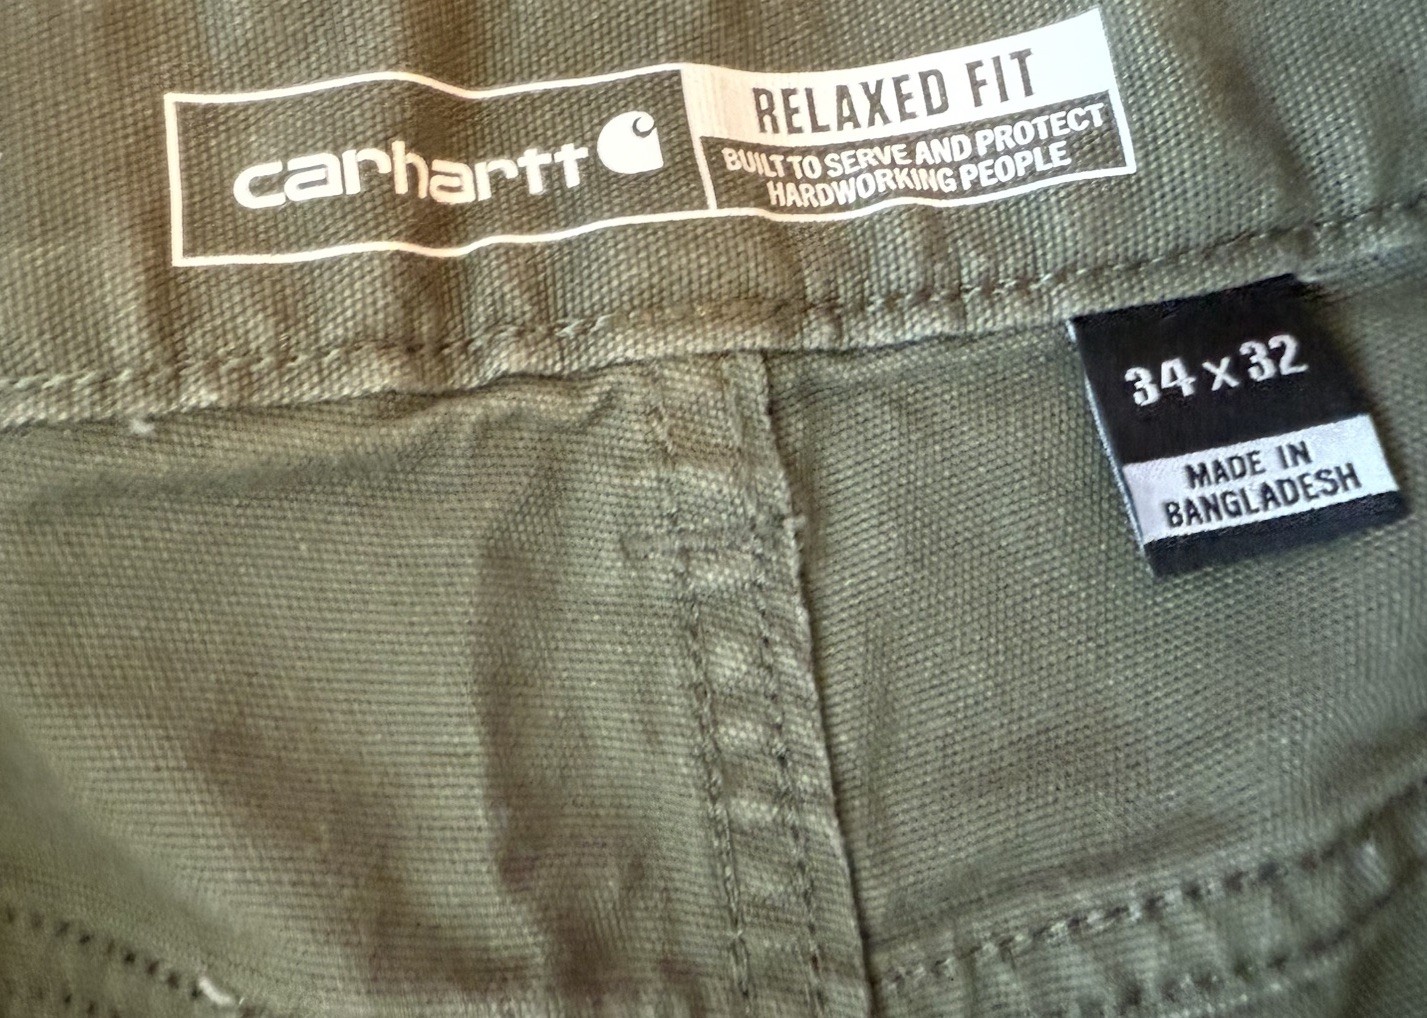 carhartt
RELAXED FIT
BUILT TO SERVE AND PROTECT
HARDWORKING PEOPLE
34 x 32
MADE IN
BANGLADESH